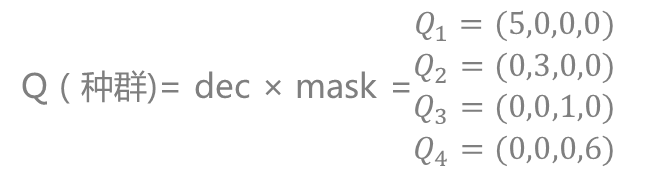 Q1 = (5,0,0,0)
Q2 = (0,3,0,0)
Q ( 种群)= dec × mask =
Q3 = (0,0,1,0)
Q4 = (0,0,0,6)